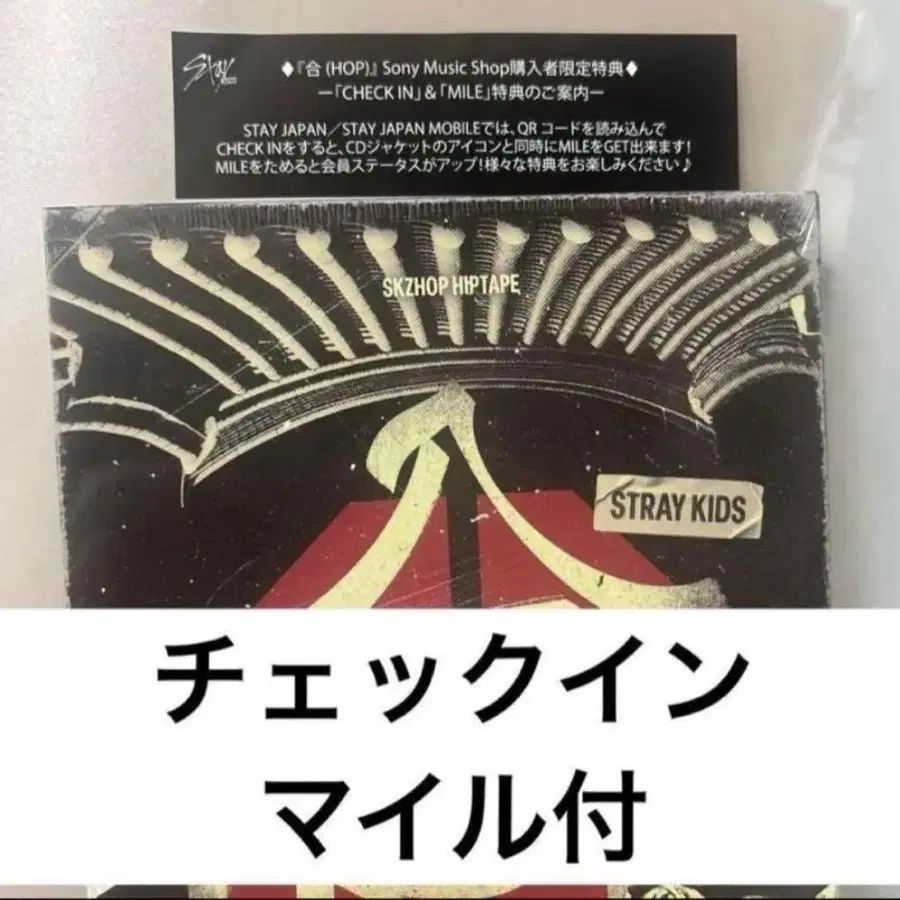 Stay
♦『合 (HOP)』 Sony Music Shop購入者限定特典♦
ー「CHECK IN」&「MILE」特典のご案内ー
STAY JAPAN／STAY JAPAN MOBILEでは、QR コードを読み込んで
CHECK INをすると、CDジャケットのアイコンと同時にMILEをGET出来ます!
MILEをためると会員ステータスがアップ!様々な特典をお楽しみください♪
SKZHOP HIPTAPE
STRAY KIDS
チェックイン
マイル付